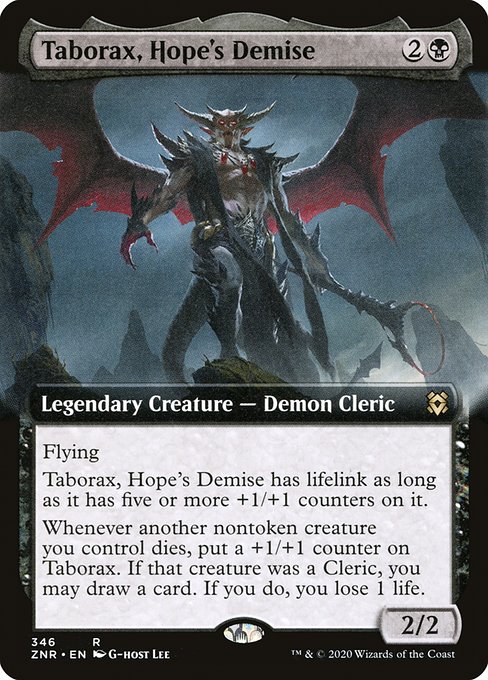 Taborax, Hope's Demise 2
Legendary Creature — Demon Cleric
Flying
Taborax, Hope's Demise has lifelink as long
as it has five or more +1/+1 counters on it.
Whenever another nontoken creature
you control dies, put a +1/+1 counter on
Taborax. If that creature was a Cleric, you
may draw a card. If you do, you lose 1 life.
2/2
346 R
ZNR • EN G-host Lee
™ & © 2020 Wizards of the Coast